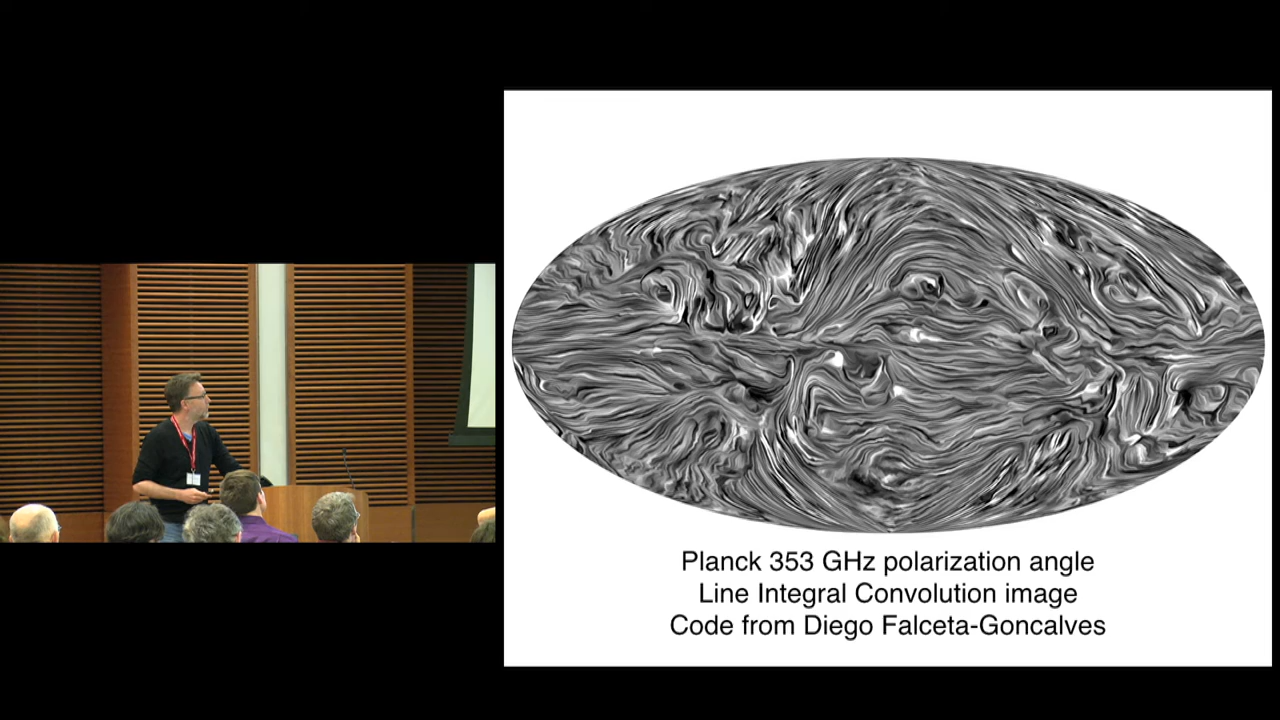 Planck 353 GHz polarization angle
Line Integral Convolution image
Code from Diego Falceta-Goncalves